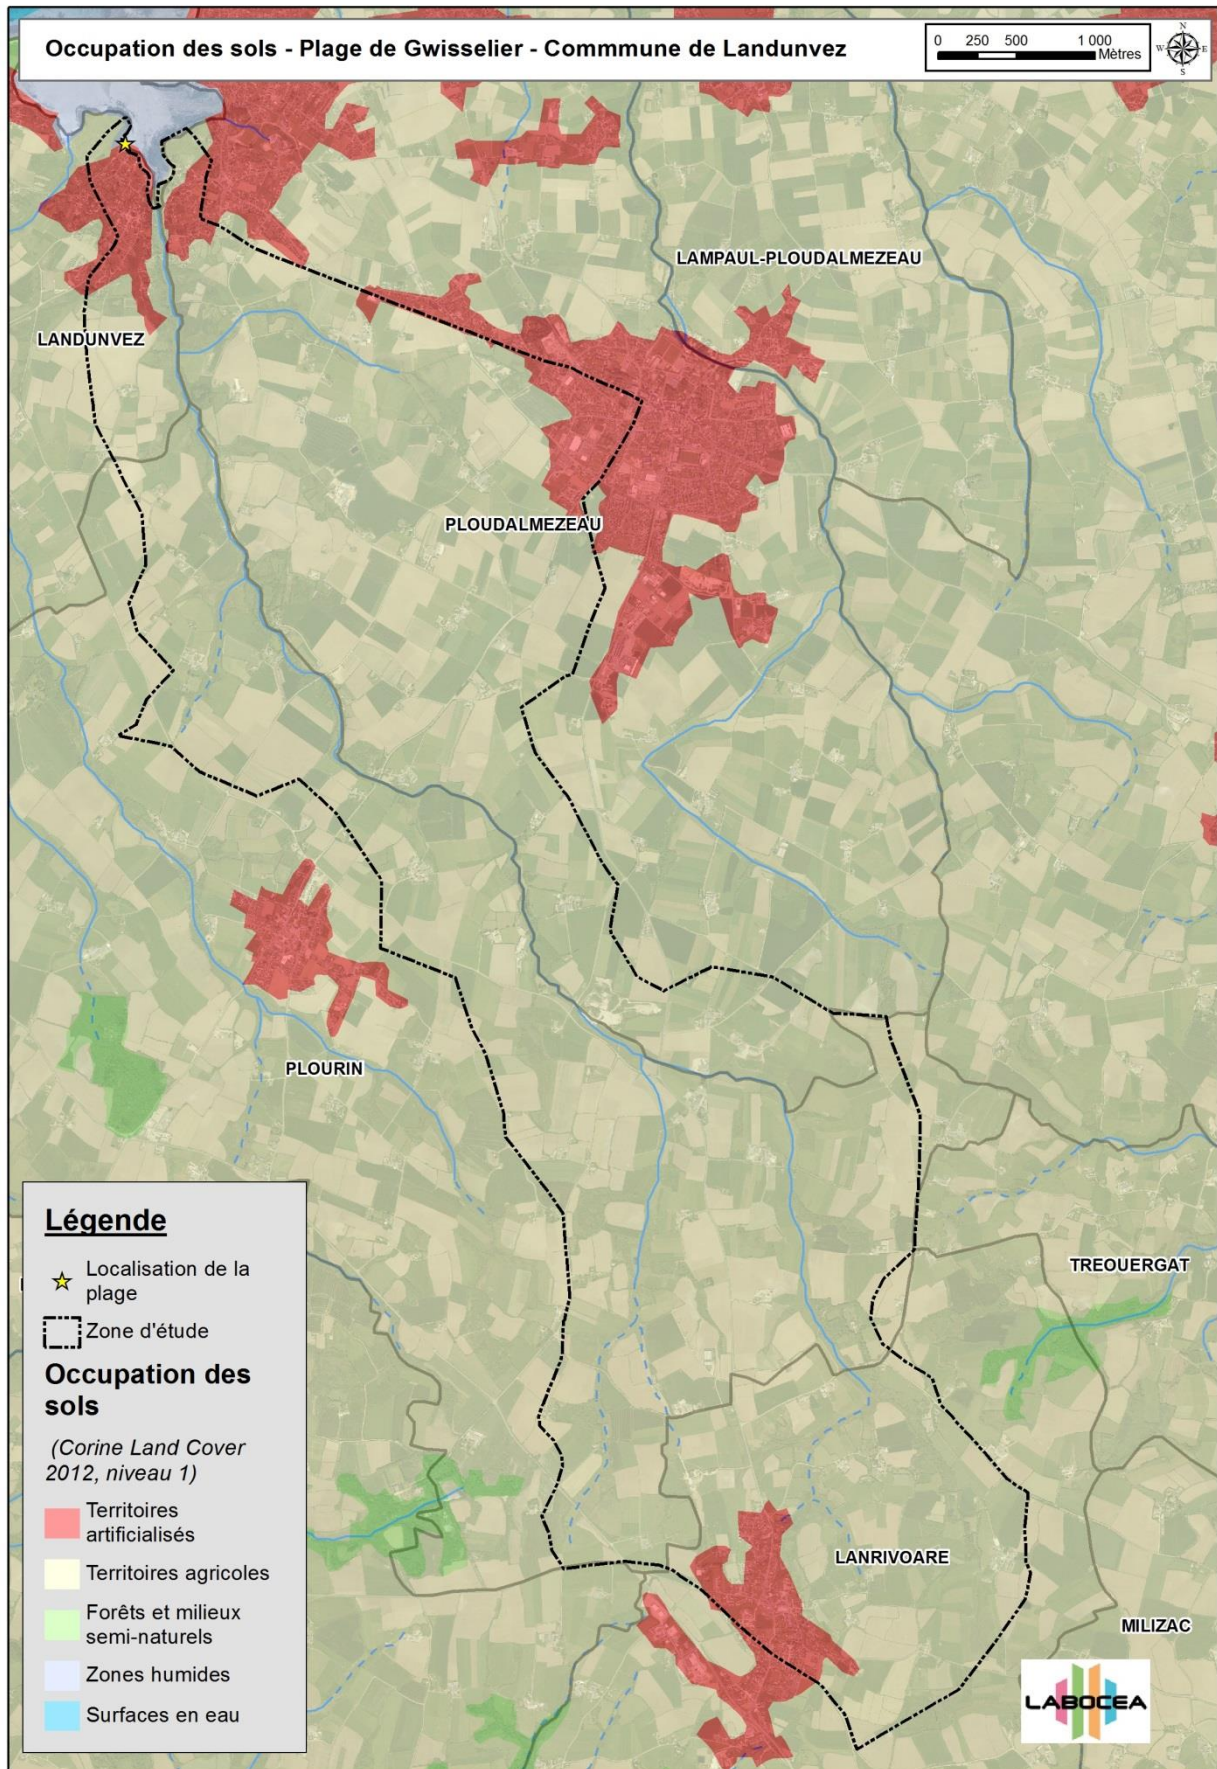 Occupation des sols - Plage de Gwisselier - Commmune de Landunvez
0 250 500 1 000
Mètres
N
W E
S
LAMPAUL-PLOUDALMEZEAU
LANDUNVEZ
PLOUDALMEZEAU
PLOURIN
TREOUERGAT
LANRIVOARE
MILIZAC
Légende
Localisation de la
plage
Zone d'étude
Occupation des
sols
(Corine Land Cover
2012, niveau 1)
Territoires
artificialisés
Territoires agricoles
Forêts et milieux
semi-naturels
Zones humides
Surfaces en eau
LABOCEA